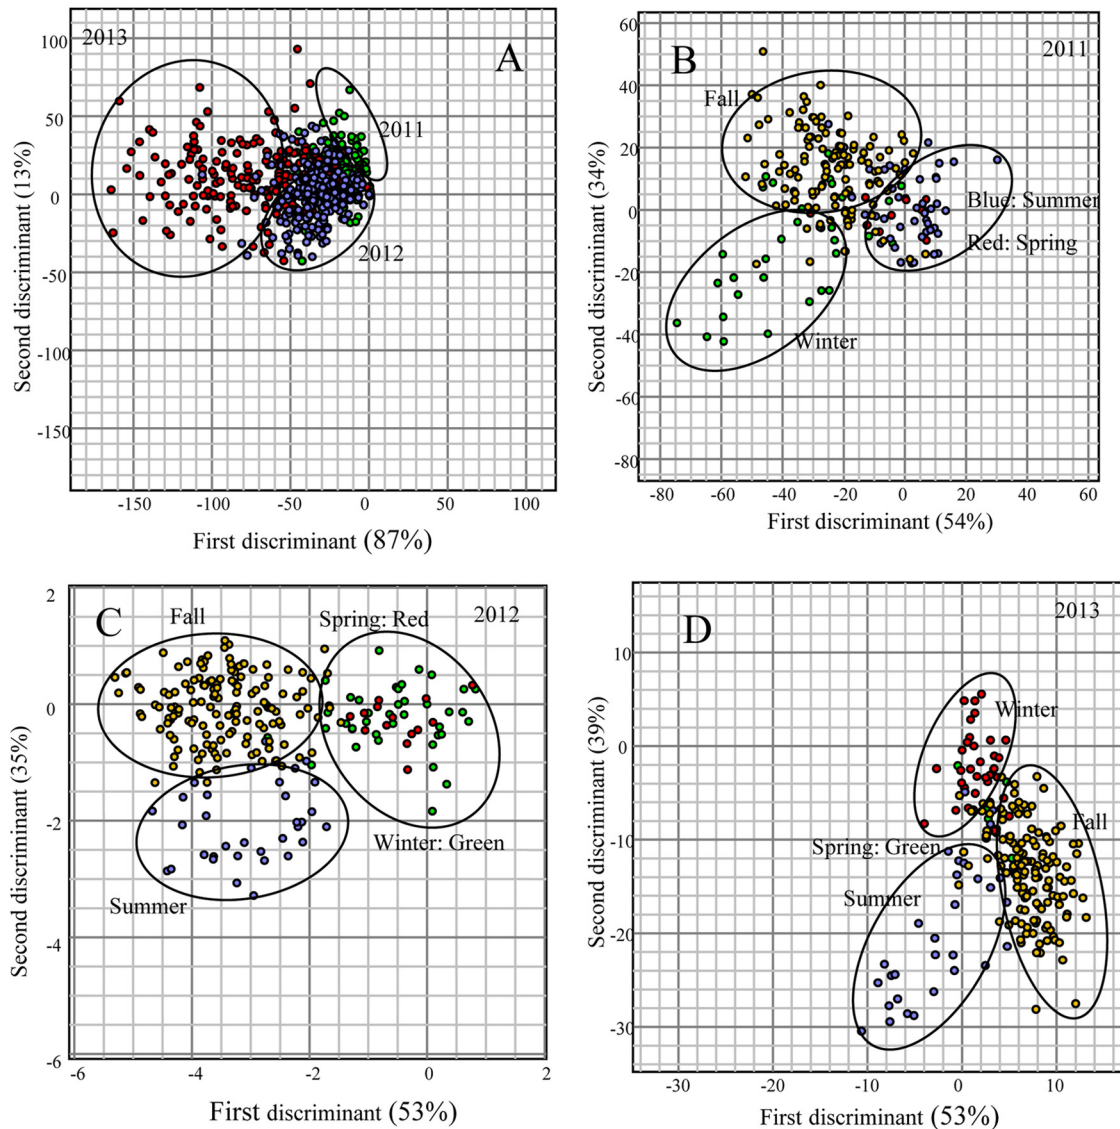 2013
A
100
50
0
-50
-100
-150
2011
2012
Second discriminant (13%)
-150
-100
-50
0
50
100
First discriminant (87%)
B
2011
60
40
20
0
-20
-40
-60
-80
Fall
Blue: Summer
Red: Spring
Winter
Second discriminant (34%)
-80
-60
-40
-20
0
20
40
60
First discriminant (54%)
C
Fall
Spring: Red
2012
2
0
-2
-4
-6
Winter: Green
Summer
Second discriminant (35%)
-6
-4
-2
0
2
First discriminant (53%)
D
2013
10
0
-10
-20
-30
Winter
Fall
Spring: Green
Summer
Second discriminant (39%)
-30
-20
-10
0
10
First discriminant (53%)